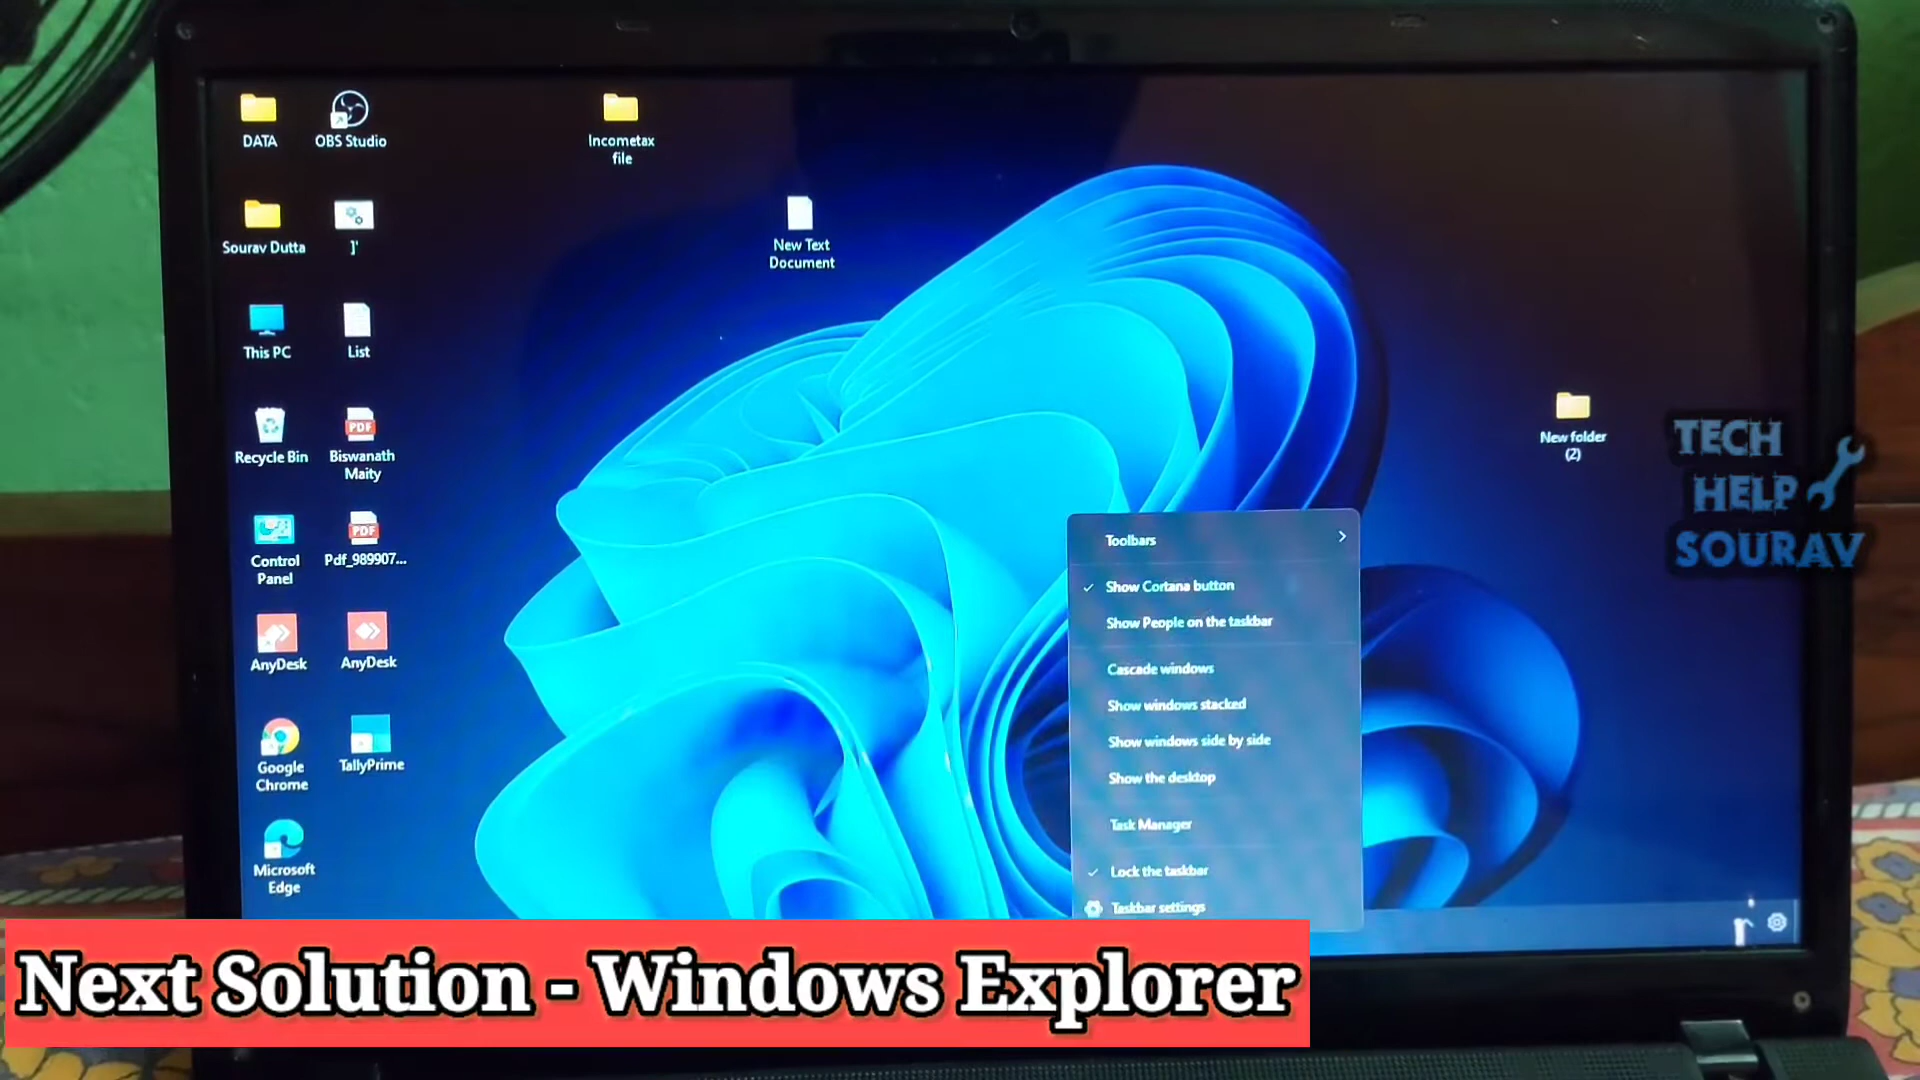 DATA
OBS Studio
Incometax
file
Sourav Dutta
]'
New Text
Document
This PC
List
Recycle Bin
Biswanath
Maity
New folder
(2)
TECH
HELP
SOURAV
Control
Panel
Pdf_989907...
AnyDesk
AnyDesk
Google
Chrome
TallyPrime
Microsoft
Edge
Toolbars
Show Cortana button
Show People on the taskbar
Cascade windows
Show windows stacked
Show windows side by side
Show the desktop
Task Manager
Lock the taskbar
Taskbar settings
PDF
PDF
Next Solution - Windows Explorer